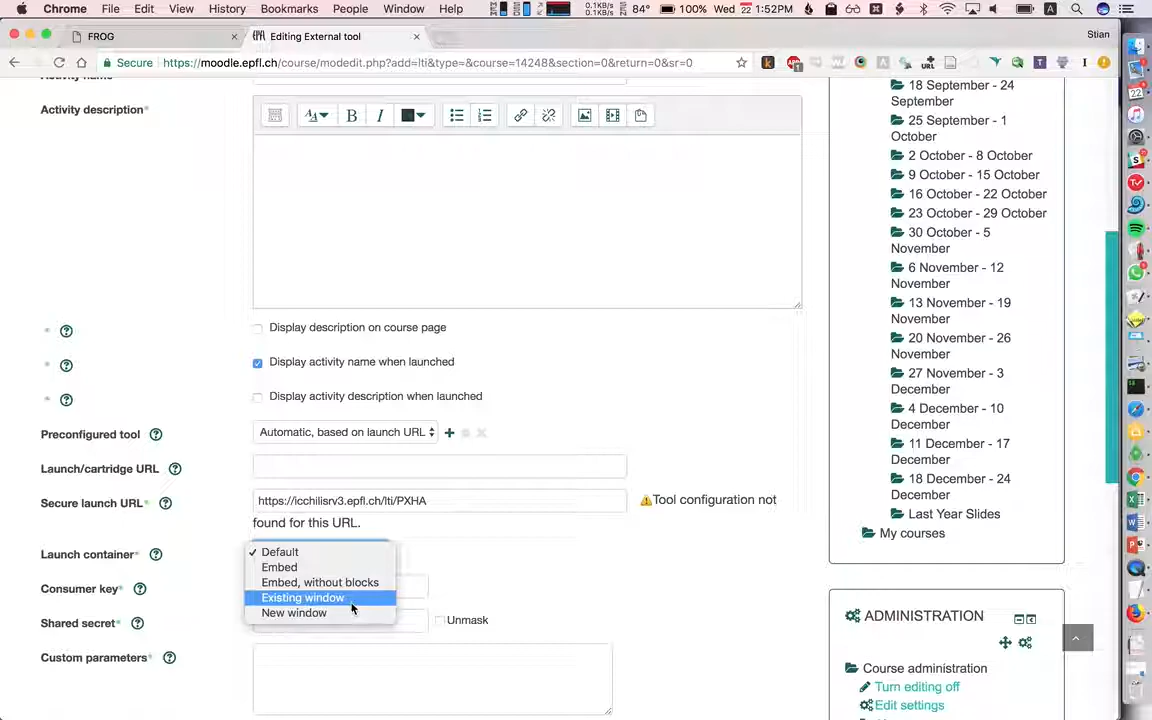 Chrome File Edit View History Bookmarks People Window Help 0.1KB/s 0.1KB/s 84° 100% Wed Nov 22 1:52PM
FROG × Editing External tool × Stian
Secure https://moodle.epfl.ch/course/modedit.php?add=lti&type=&course=14248&section=0&return=0&sr=0
Activity name
Activity description*
Display description on course page
Display activity name when launched
Display activity description when launched
Preconfigured tool Automatic, based on launch URL
Launch/cartridge URL
Secure launch URL* https://icchilisrv3.epfl.ch/lti/PXHA Tool configuration not
found for this URL.
Launch container*
✓ Default
Embed
Embed, without blocks
Existing window
New window
Consumer key*
Shared secret* Unmask
Custom parameters*
18 September - 24
September
25 September - 1
October
2 October - 8 October
9 October - 15 October
16 October - 22 October
23 October - 29 October
30 October - 5
November
6 November - 12
November
13 November - 19
November
20 November - 26
November
27 November - 3
December
4 December - 10
December
11 December - 17
December
18 December - 24
December
Last Year Slides
My courses
ADMINISTRATION
Course administration
Turn editing off
Edit settings